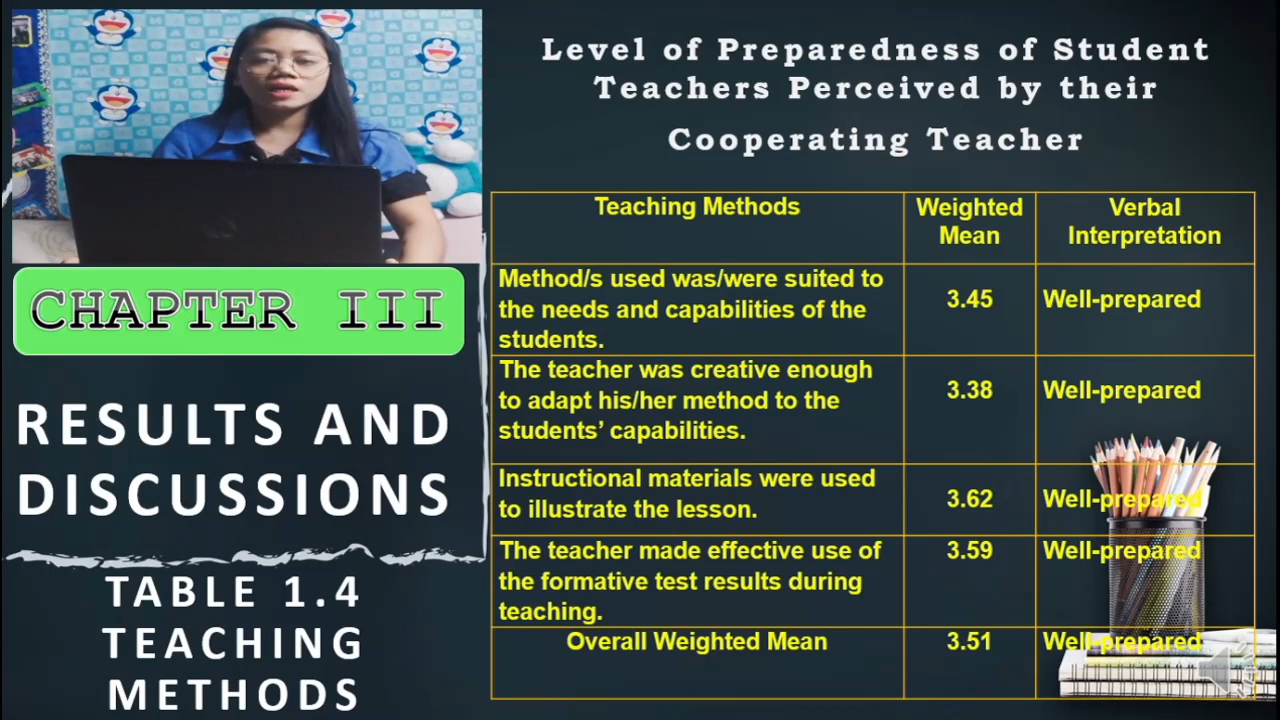 CHAPTER III
RESULTS AND
DISCUSSIONS
TABLE 1.4
TEACHING
METHODS
Level of Preparedness of Student
Teachers Perceived by their
Cooperating Teacher
Teaching Methods
Weighted
Mean
Verbal
Interpretation
Method/s used was/were suited to
the needs and capabilities of the
students.
3.45
Well-prepared
The teacher was creative enough
to adapt his/her method to the
students’ capabilities.
3.38
Well-prepared
Instructional materials were used
to illustrate the lesson.
3.62
Well-prepared
The teacher made effective use of
the formative test results during
teaching.
3.59
Well-prepared
Overall Weighted Mean
3.51
Well-prepared